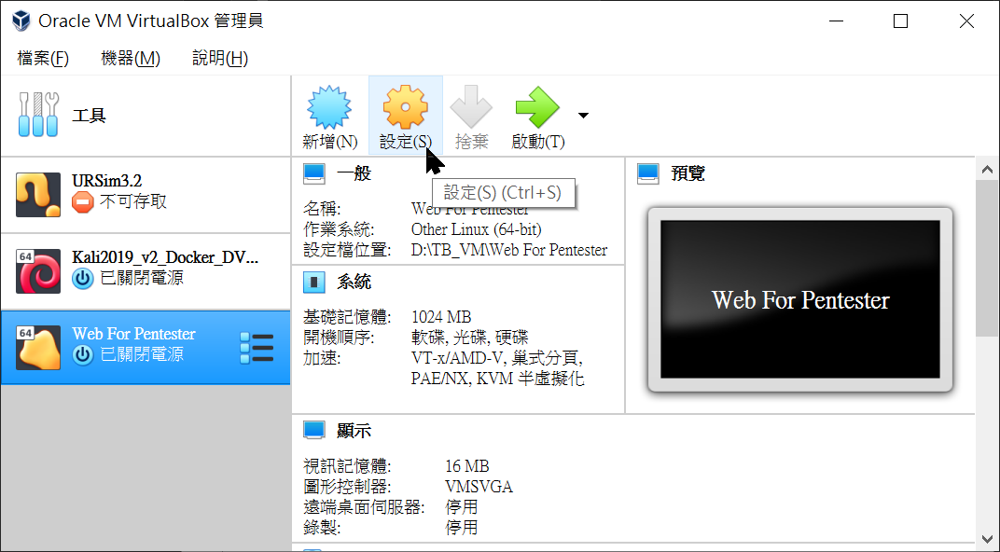 Oracle VM VirtualBox 管理員
檔案(F) 機器(M) 說明(H)
工具
新增(N) 設定(S) 捨棄 啟動(T)
URSim3.2
不可存取
64
Kali2019_v2_Docker_DV...
已關閉電源
64
Web For Pentester
已關閉電源
一般
設定(S) (Ctrl+S)
名稱: Web For Pentester
作業系統: Other Linux (64-bit)
設定檔位置: D:\TB_VM\Web For Pentester
系統
基礎記憶體: 1024 MB
開機順序: 軟碟, 光碟, 硬碟
加速: VT-x/AMD-V, 巢式分頁,
PAE/NX, KVM 半虛擬化
預覽
Web For Pentester
顯示
視訊記憶體: 16 MB
圖形控制器: VMSVGA
遠端桌面伺服器: 停用
錄製: 停用